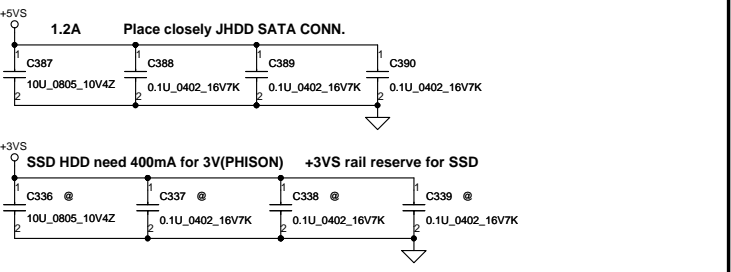 +5VS
1.2A Place closely JHDD SATA CONN.
1 1 1 1
C387 C388 C389 C390
10U_0805_10V4Z 0.1U_0402_16V7K 0.1U_0402_16V7K 0.1U_0402_16V7K
2 2 2 2
+3VS
SSD HDD need 400mA for 3V(PHISON) +3VS rail reserve for SSD
1 1 1 1
C336 @ C337 @ C338 @ C339 @
10U_0805_10V4Z 0.1U_0402_16V7K 0.1U_0402_16V7K 0.1U_0402_16V7K
2 2 2 2